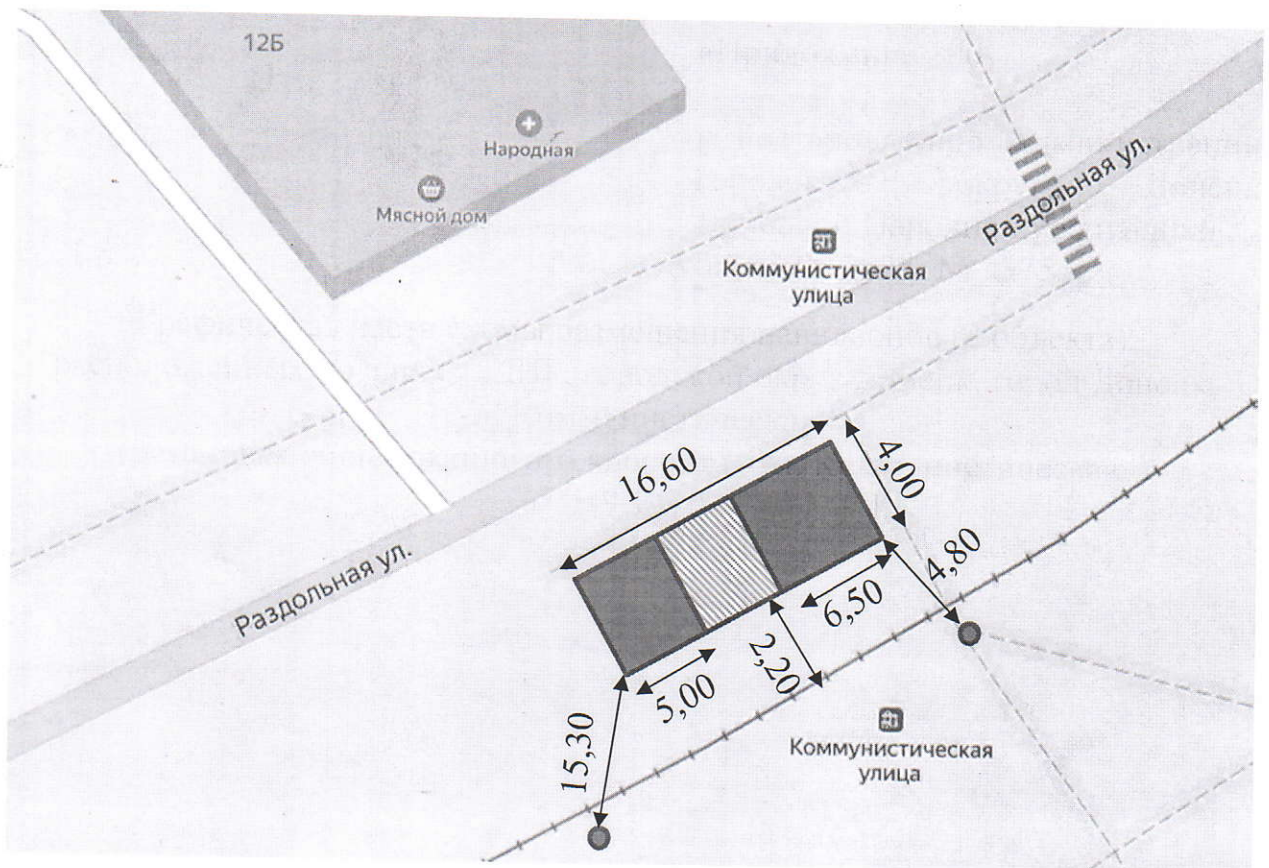 12Б
Народная
Мясной дом
Раздольная ул.
Коммунистическая
улица
16,60
4,00
4,80
Раздольная ул.
6,50
2,20
5,00
15,30
Коммунистическая
улица